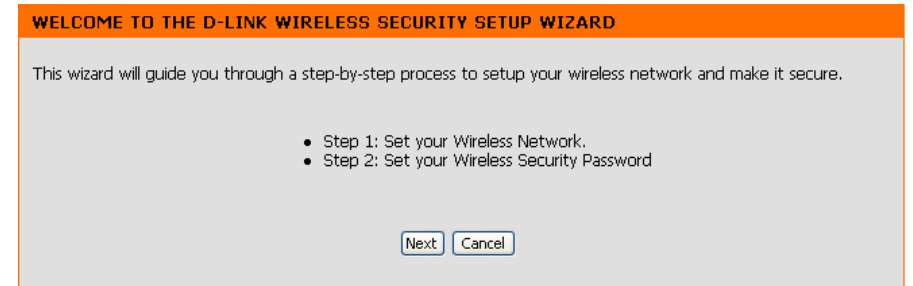 WELCOME TO THE D-LINK WIRELESS SECURITY SETUP WIZARD
This wizard will guide you through a step-by-step process to setup your wireless network and make it secure.
• Step 1: Set your Wireless Network.
• Step 2: Set your Wireless Security Password
Next Cancel